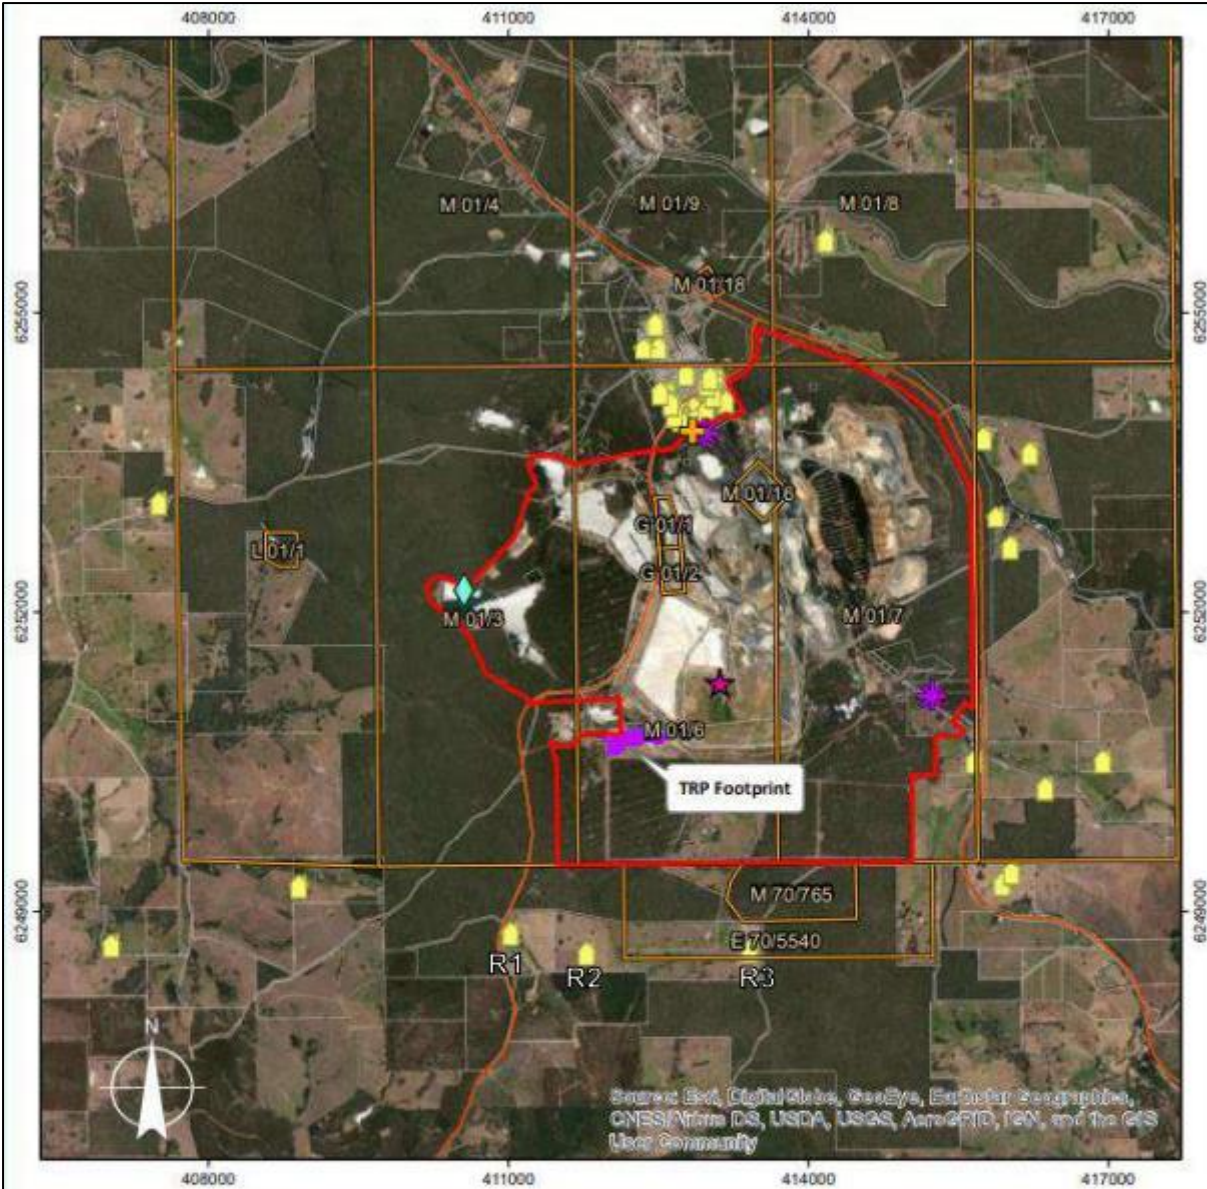 408000
411000
414000
417000
M 01/4
M 01/9
M 01/8
M 01/18
6255000
6255000
M 01/16
G 01/1
L 01/1
G 01/2
6252000
6252000
M 01/3
M 01/7
M 01/6
TRP Footprint
M 70/765
6249000
6249000
E 70/5540
R1
R2
R3
N
Source: Esri, DigitalGlobe, GeoEye, Earthstar Geographics,
CNES/Airbus DS, USDA, USGS, AeroGRID, IGN, and the GIS
User Community
408000
411000
414000
417000